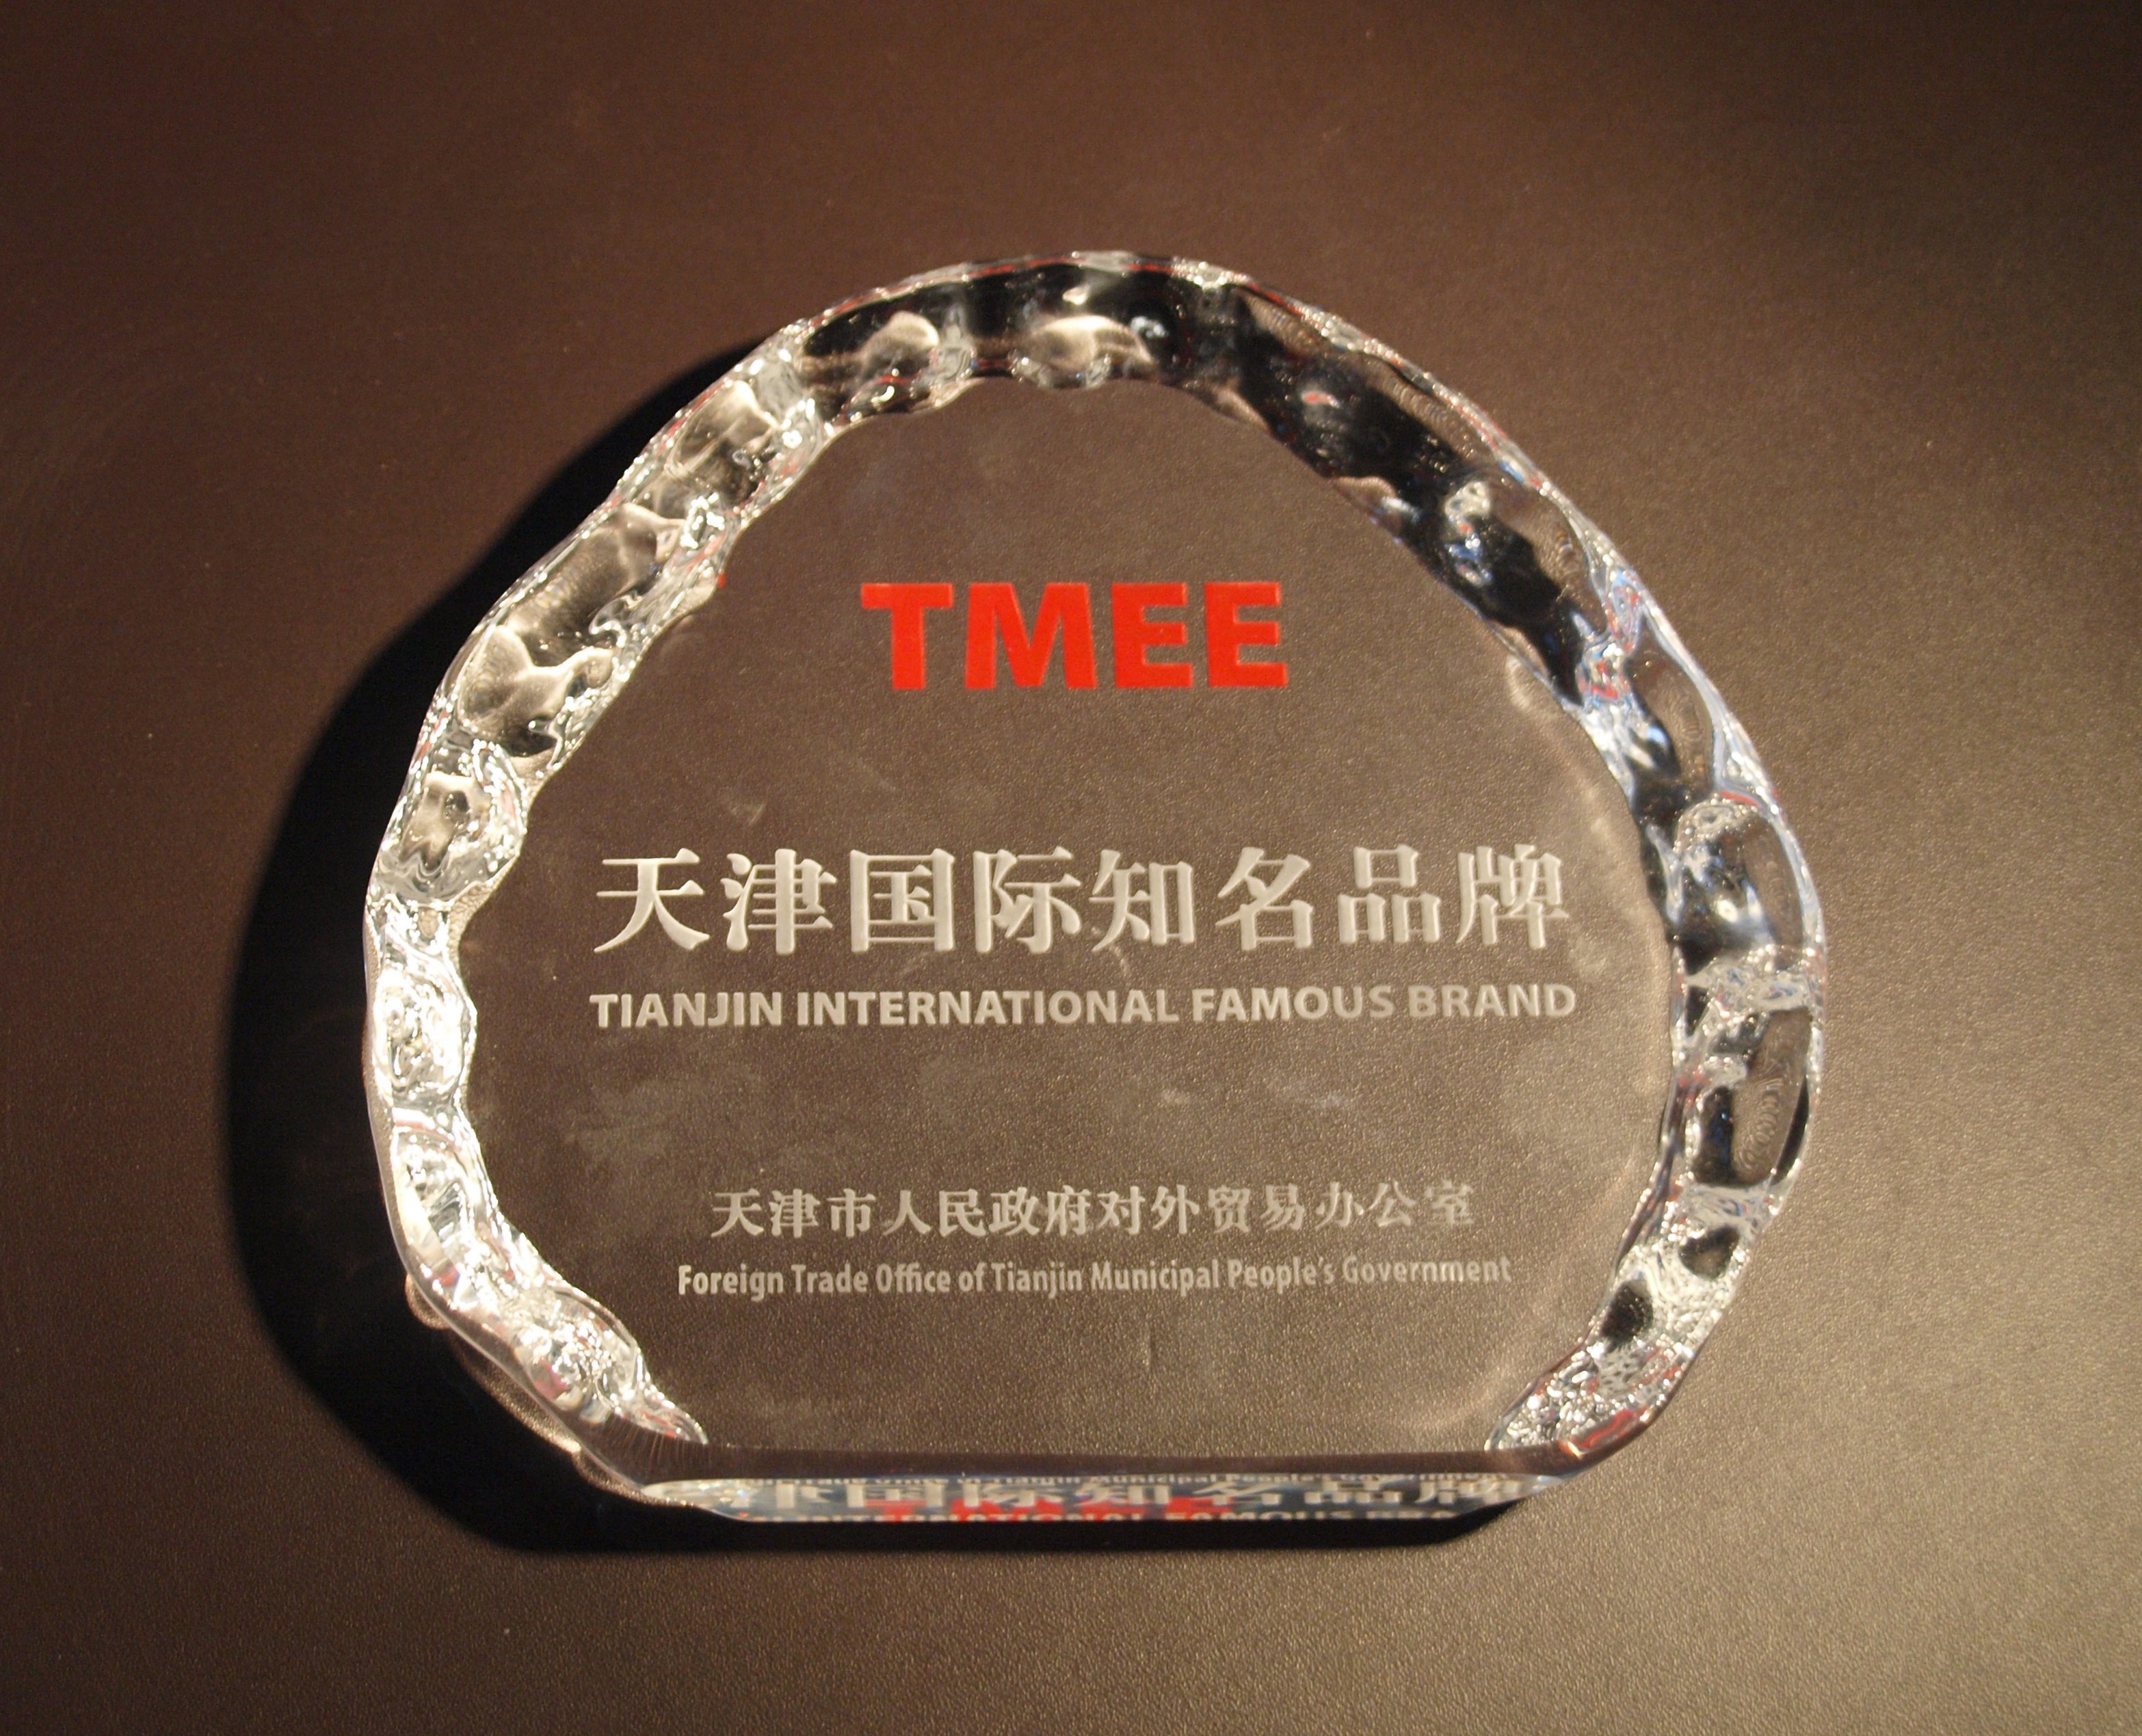 TMEE
天津国际知名品牌
TIANJIN INTERNATIONAL FAMOUS BRAND
天津市人民政府对外贸易办公室
Foreign Trade Office of Tianjin Municipal People's Government